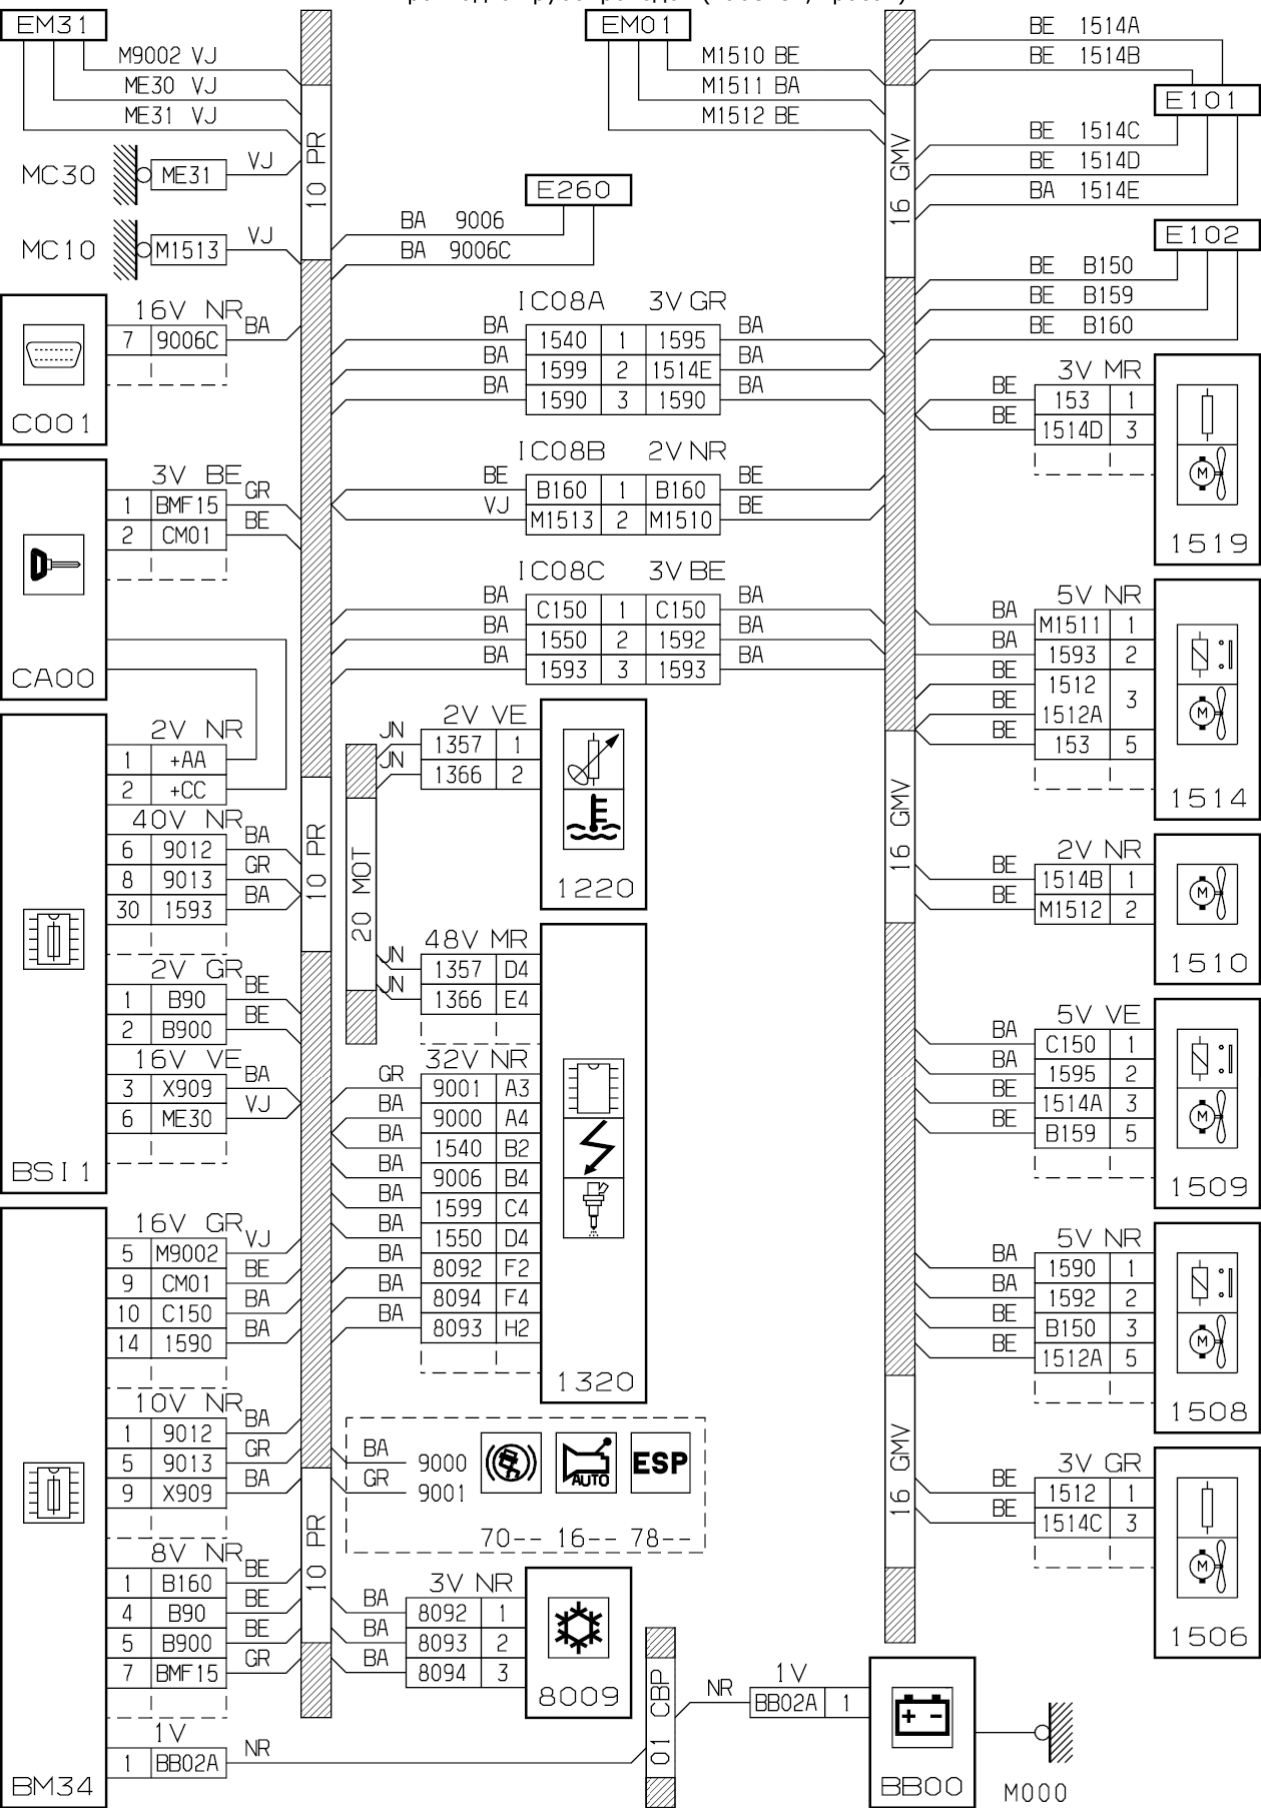 EM31
M9002 VJ
ME30 VJ
ME31 VJ
MC30 ME31 VJ
MC10 M1513 VJ
10 PR
EM01
M1510 BE
M1511 BA
M1512 BE
16 GMV
BE 1514A
BE 1514B
E101
BE 1514C
BE 1514D
BA 1514E
E102
BE B150
BE B159
BE B160
E260
BA 9006
BA 9006C
C001
16V NR
7 9006C BA
IC08A 3V GR
BA 1540 1 1595 BA
BA 1599 2 1514E BA
BA 1590 3 1590 BA
IC08B 2V NR
BE B160 1 B160 BE
VJ M1513 2 M1510 BE
IC08C 3V BE
BA C150 1 C150 BA
BA 1550 2 1592 BA
BA 1593 3 1593 BA
3V MR
BE 153 1
BE 1514D 3
M
1519
CA00
3V BE
1 BMF15 GR
2 CM01 BE
5V NR
BA M1511 1
BA 1593 2
BE 1512
BE 1512A 3
BE 153 5
M
1514
BSI1
2V NR
1 +AA
2 +CC
40V NR
6 9012 BA
8 9013 GR
30 1593 BA
2V GR
1 B90 BE
2 B900 BE
16V VE
3 X909 BA
6 ME30 VJ
10 PR
20 MOT
2V VE
JN 1357 1
JN 1366 2
1220
16 GMV
2V NR
BE 1514B 1
BE M1512 2
M
1510
48V MR
JN 1357 D4
JN 1366 E4
32V NR
GR 9001 A3
BA 9000 A4
BA 1540 B2
BA 9006 B4
BA 1599 C4
BA 1550 D4
BA 8092 F2
BA 8094 F4
BA 8093 H2
1320
5V VE
BA C150 1
BA 1595 2
BE 1514A 3
BE B159 5
M
1509
5V NR
BA 1590 1
BA 1592 2
BE B150 3
BE 1512A 5
M
1508
BM34
16V GR
5 M9002 VJ
9 CM01 BE
10 C150 BA
14 1590 BA
10V NR
1 9012 BA
5 9013 GR
9 X909 BA
8V NR
1 B160 BE
4 B90 BE
5 B900 BE
7 BMF15 GR
1V
1 BB02A NR
10 PR
BA 9000
GR 9001
AUTO
ESP
70-- 16-- 78--
16 GMV
3V GR
BE 1512 1
BE 1514C 3
M
1506
3V NR
BA 8092 1
BA 8093 2
BA 8094 3
8009
01 CBP
1V
NR BB02A 1
+ -
BB00
M000